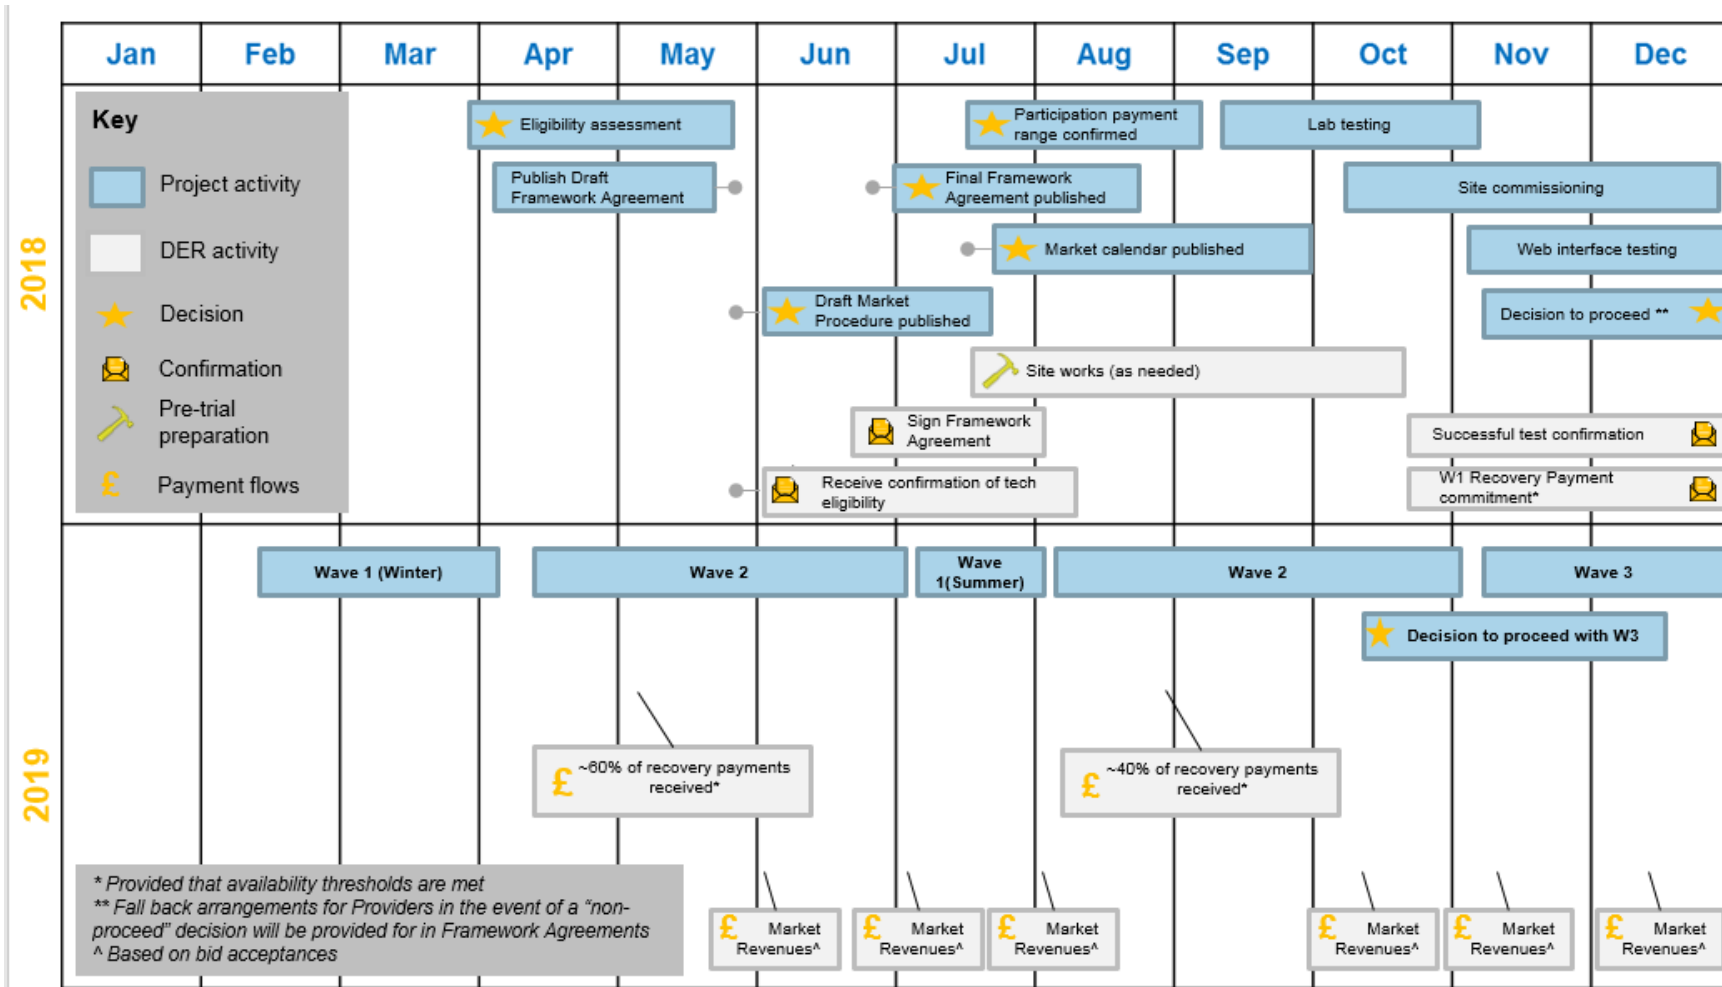 Jan Feb Mar Apr May Jun Jul Aug Sep Oct Nov Dec
2018
Key
Project activity
DER activity
Decision
Confirmation
Pre-trial
preparation
£ Payment flows
Eligibility assessment
Participation payment
range confirmed
Lab testing
Publish Draft
Framework Agreement
Final Framework
Agreement published
Site commissioning
Market calendar published
Web interface testing
Draft Market
Procedure published
Decision to proceed **
Site works (as needed)
Sign Framework
Agreement
Successful test confirmation
Receive confirmation of tech
eligibility
W1 Recovery Payment
commitment*
2019
Wave 1 (Winter)
Wave 2
Wave
1(Summer)
Wave 2
Wave 3
Decision to proceed with W3
£ ~60% of recovery payments
received*
£ ~40% of recovery payments
received*
* Provided that availability thresholds are met
** Fall back arrangements for Providers in the event of a “non-
proceed” decision will be provided for in Framework Agreements
^ Based on bid acceptances
£ Market
Revenues^
£ Market
Revenues^
£ Market
Revenues^
£ Market
Revenues^
£ Market
Revenues^
£ Market
Revenues^